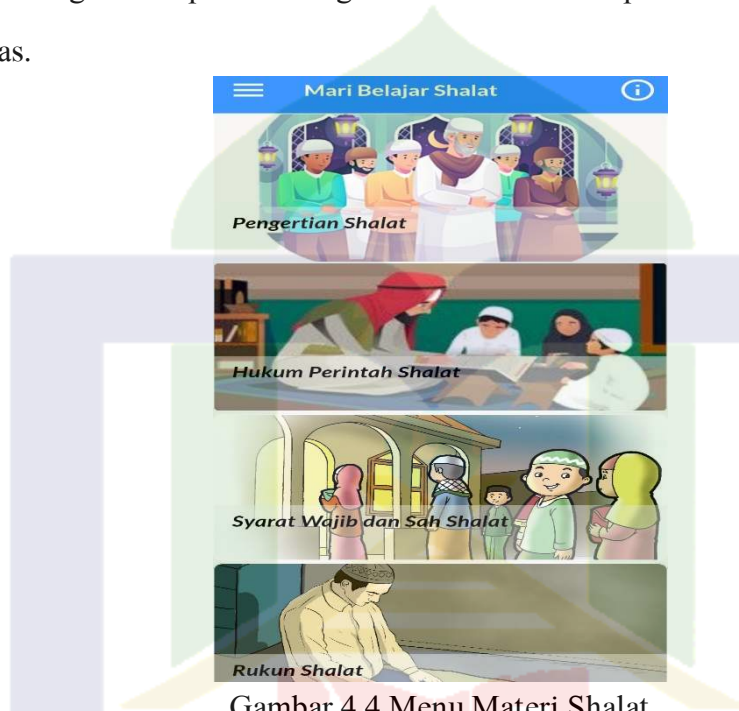 as.
Mari Belajar Shalat
Pengertian Shalat
Hukum Perintah Shalat
Syarat Wajib dan Sah Shalat
Rukun Shalat
Gambar 4.4 Menu Materi Shalat